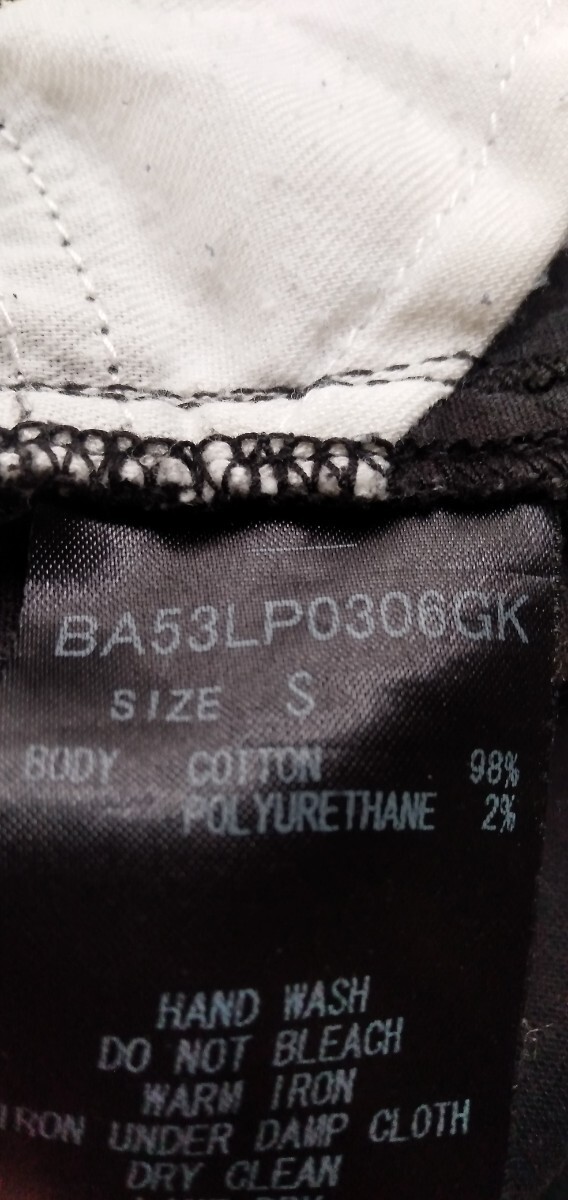 BA53LP0306GK
SIZE S
BODY COTTON 98%
POLYURETHANE 2%
HAND WASH
DO NOT BLEACH
WARM IRON
IRON UNDER DAMP CLOTH
DRY CLEAN